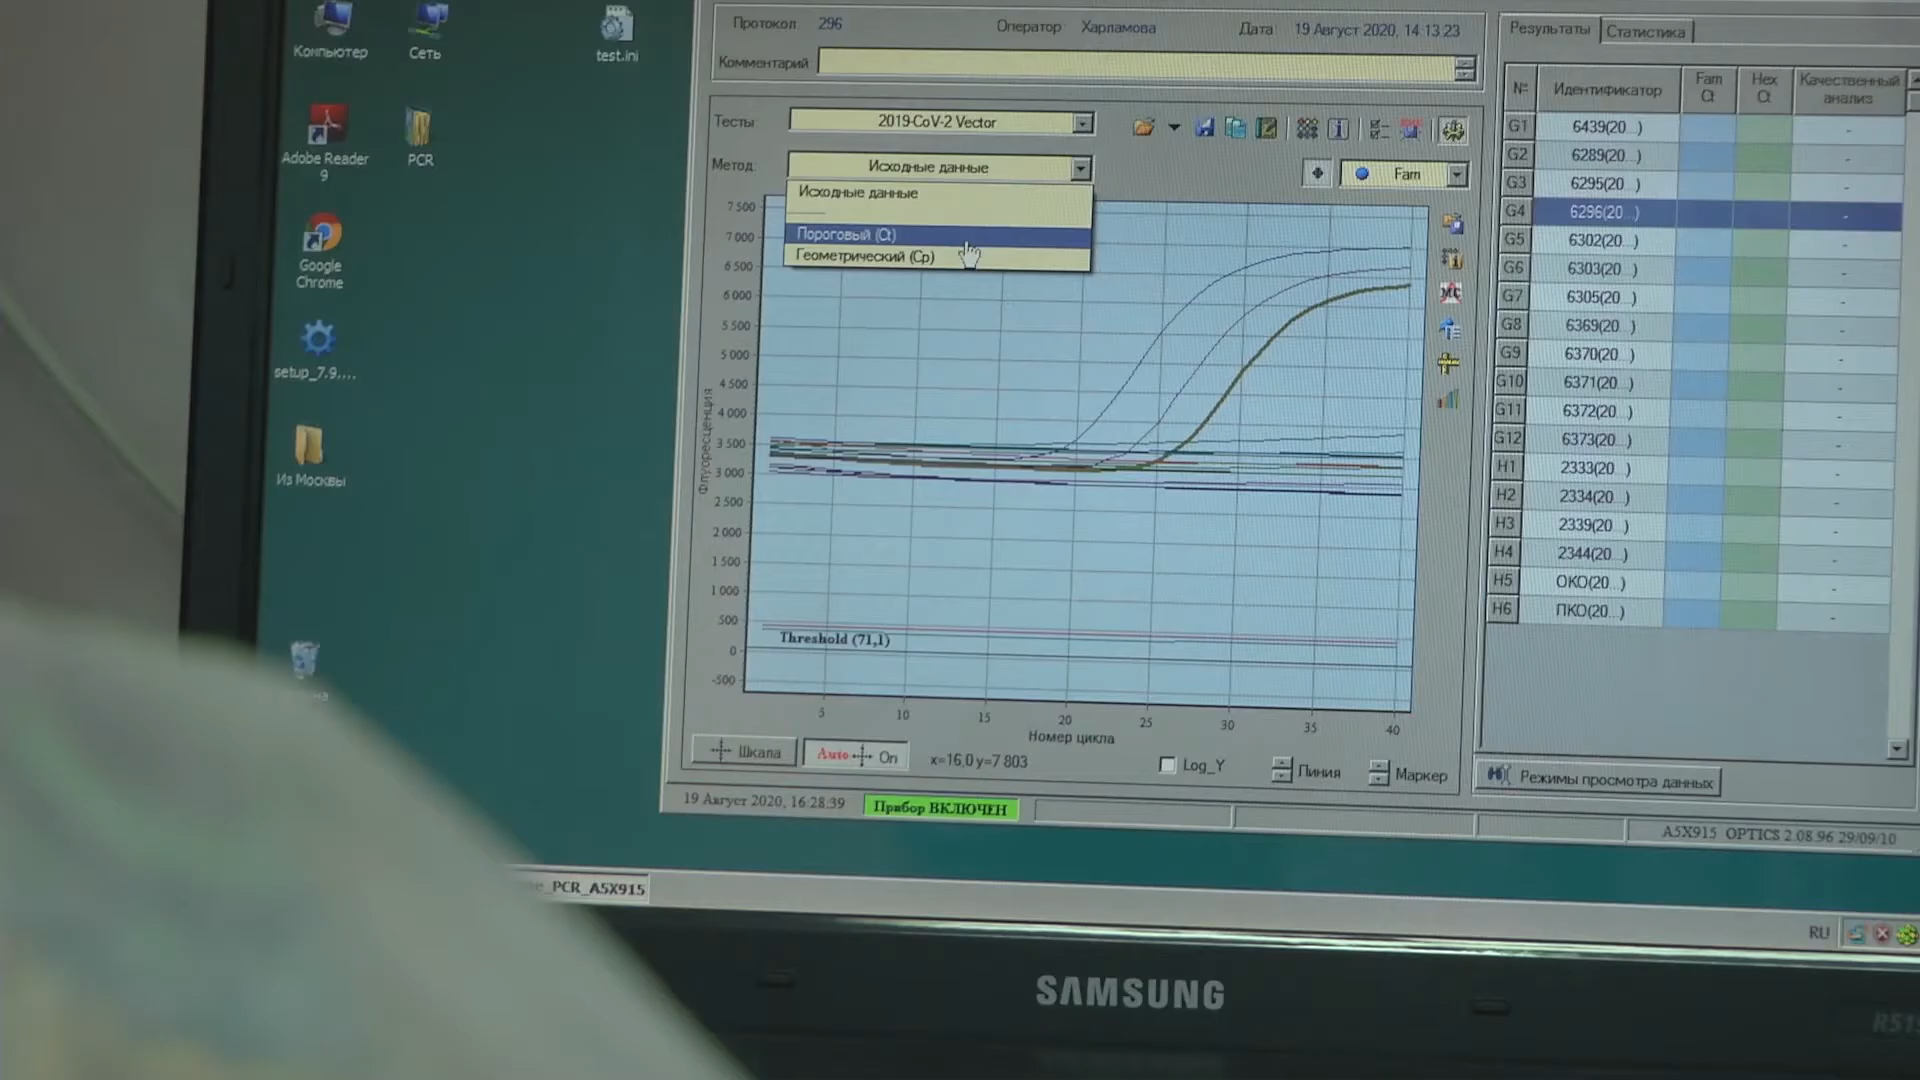 Компьютер
Сеть
test.ini
Adobe Reader 9
PCR
Google Chrome
setup_7.9....
Из Москвы
Протокол 296 Оператор Харламова Дата 19 Август 2020, 14:13:23
Комментарий
Тесты 2019-CoV-2 Vector
Метод Исходные данные
Fam
Исходные данные
Пороговый (Ct)
Геометрический (Cp)
Флуоресценция
7 500
7 000
6 500
6 000
5 500
5 000
4 500
4 000
3 500
3 000
2 500
2 000
1 500
1 000
500
0
-500
Threshold (71,1)
5 10 15 20 25 30 35 40
Номер цикла
Шкала Auto On x=16,0 y=7 803 Log_Y Линия Маркер
19 Август 2020, 16:28:39 Прибор ВКЛЮЧЕН
A5X915 OPTICS 2.08.96 29/09/10
Результаты Статистика
№ Идентификатор Fam Ct Hex Ct Качественный анализ
G1 6439(20...) -
G2 6289(20...) -
G3 6295(20...) -
G4 6296(20...) -
G5 6302(20...) -
G6 6303(20...) -
G7 6305(20...) -
G8 6369(20...) -
G9 6370(20...) -
G10 6371(20...) -
G11 6372(20...) -
G12 6373(20...) -
H1 2333(20...) -
H2 2334(20...) -
H3 2339(20...) -
H4 2344(20...) -
H5 ОКО(20...) -
H6 ПКО(20...) -
Режимы просмотра данных
_PCR_A5X915
RU
SAMSUNG